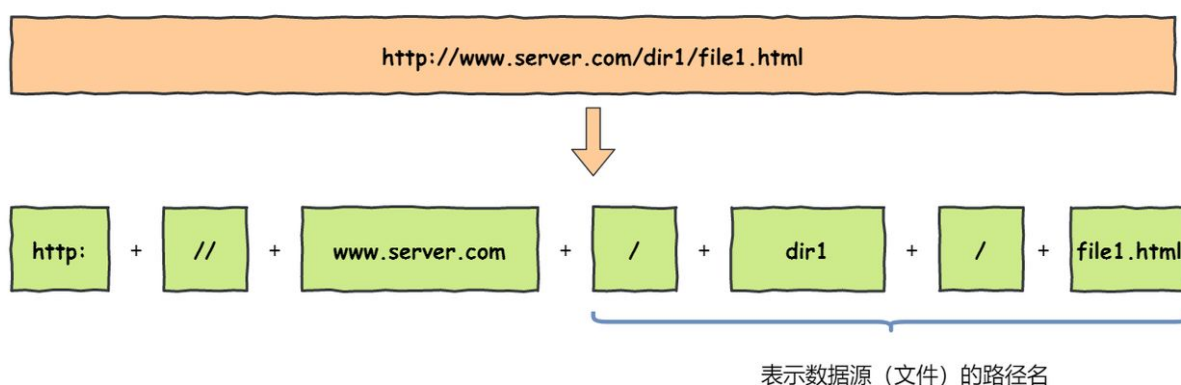 http://www.server.com/dir1/file1.html
http: + // + www.server.com + / + dir1 + / + file1.html
表示数据源（文件）的路径名